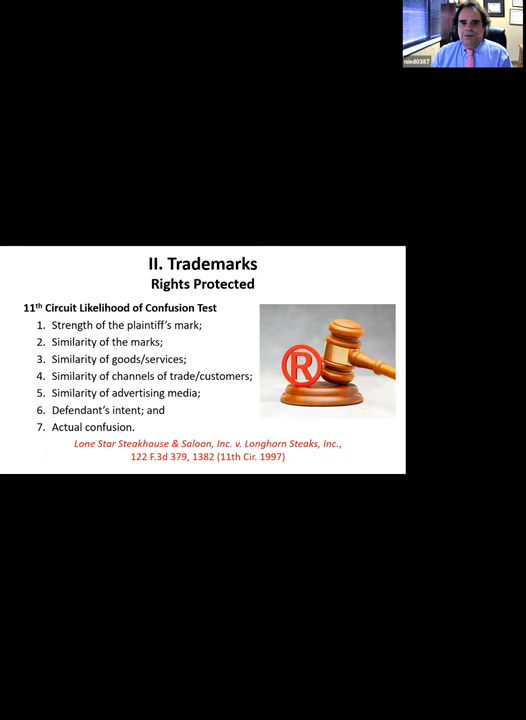 nied0387
II. Trademarks
Rights Protected
11th Circuit Likelihood of Confusion Test
1. Strength of the plaintiff's mark;
2. Similarity of the marks;
3. Similarity of goods/services;
4. Similarity of channels of trade/customers;
5. Similarity of advertising media;
6. Defendant's intent; and
7. Actual confusion.
®
Lone Star Steakhouse & Saloon, Inc. v. Longhorn Steaks, Inc.,
122 F.3d 379, 1382 (11th Cir. 1997)